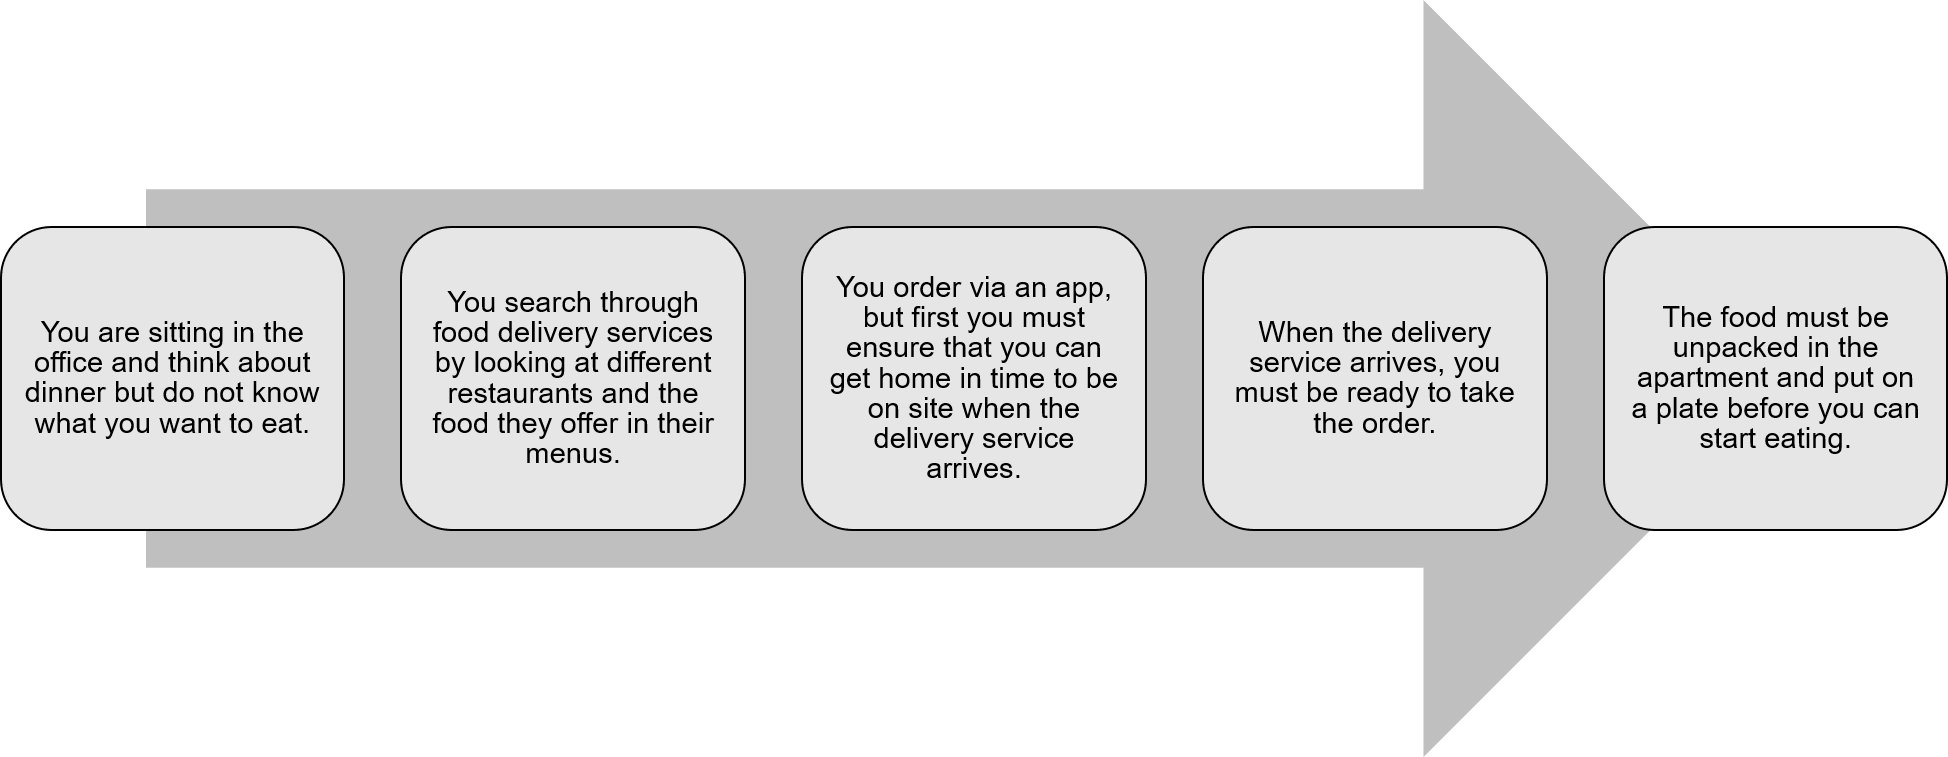 You are sitting in the
office and think about
dinner but do not know
what you want to eat.
You search through
food delivery services
by looking at different
restaurants and the
food they offer in their
menus.
You order via an app,
but first you must
ensure that you can
get home in time to be
on site when the
delivery service
arrives.
When the delivery
service arrives, you
must be ready to take
the order.
The food must be
unpacked in the
apartment and put on
a plate before you can
start eating.